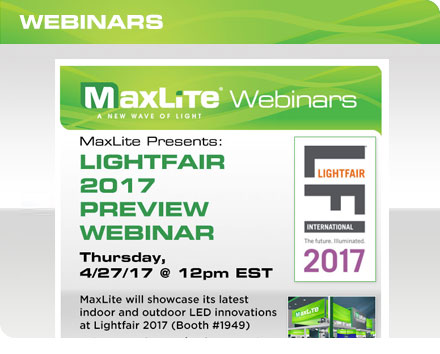 WEBINARS
MaxLite® Webinars
A NEW WAVE OF LIGHT
MaxLite Presents:
LIGHTFAIR
2017
PREVIEW
WEBINAR
Thursday,
4/27/17 @ 12pm EST
MaxLite will showcase its latest
indoor and outdoor LED innovations
at Lightfair 2017 (Booth #1949)
LF
LIGHTFAIR
INTERNATIONAL
The future. Illuminated.
2017
MAXLITE